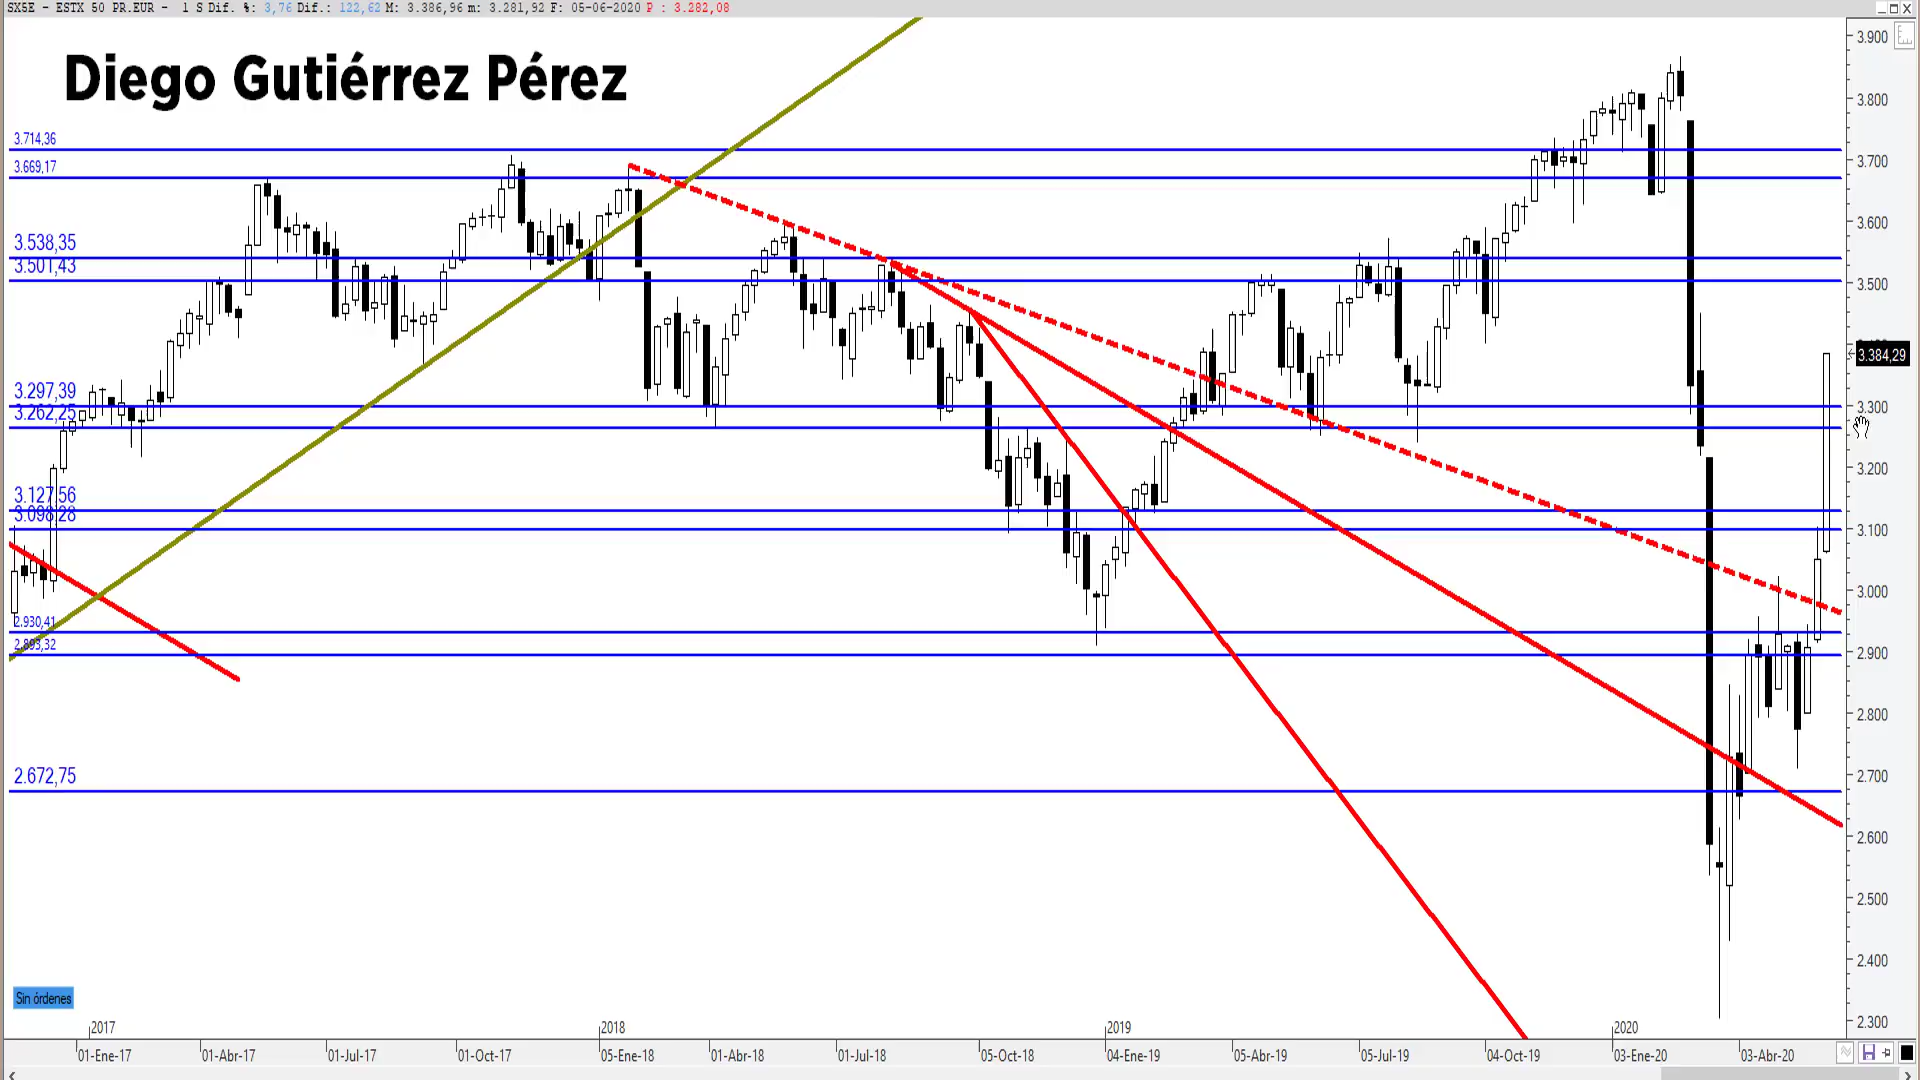 SX5E - ESTX 50 PR.EUR - 1 S Dif. %: 3,76 Dif.: 122,62 M: 3.386,96 m: 3.281,92 F: 05-06-2020 P : 3.282,08
Diego Gutiérrez Pérez
3.714,36
3.669,17
3.538,35
3.501,43
3.297,39
3.262,25
3.127,56
3.098,28
2.930,41
2.893,32
2.672,75
3.900
3.800
3.700
3.600
3.500
3.384,29
3.300
3.200
3.100
3.000
2.900
2.800
2.700
2.600
2.500
2.400
2.300
Sin órdenes
2017
2018
2019
2020
01-Ene-17
01-Abr-17
01-Jul-17
01-Oct-17
05-Ene-18
01-Abr-18
01-Jul-18
05-Oct-18
04-Ene-19
05-Abr-19
05-Jul-19
04-Oct-19
03-Ene-20
03-Abr-20